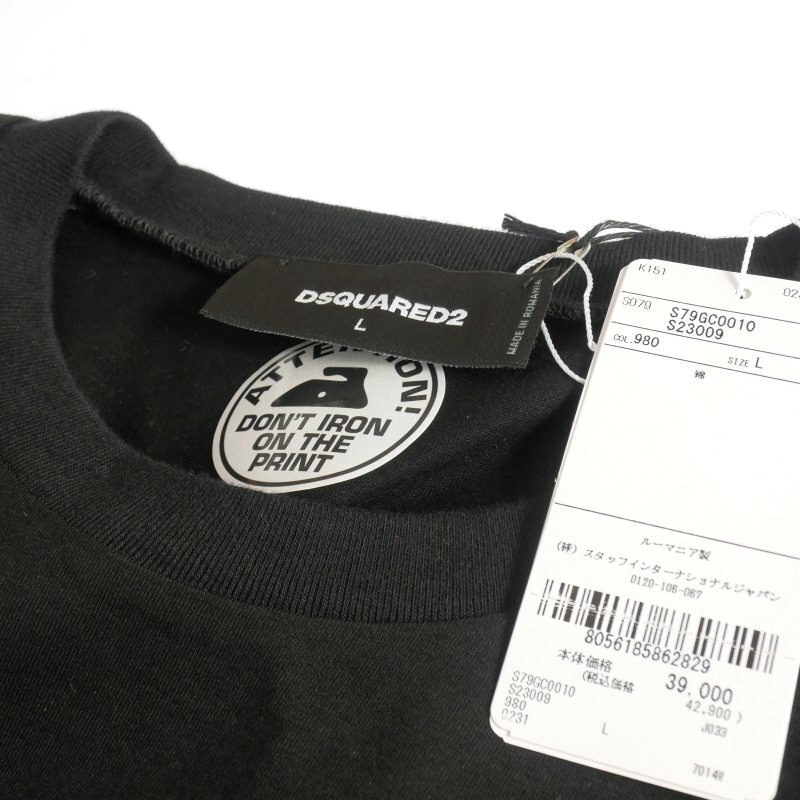 DSQUARED2
L
MADE IN ROMANIA
ATTENTION!
DON'T IRON
ON THE
PRINT
K15T
S079 S79GC0010
S23009
COL.980 SIZE L
綿
ルーマニア製
(株) スタッフインターナショナルジャパン
0120-106-067
8056185862829
本体価格 39,000
(税込価格 42,900 )
S79GC0010
S23009
980 J033
0231 L